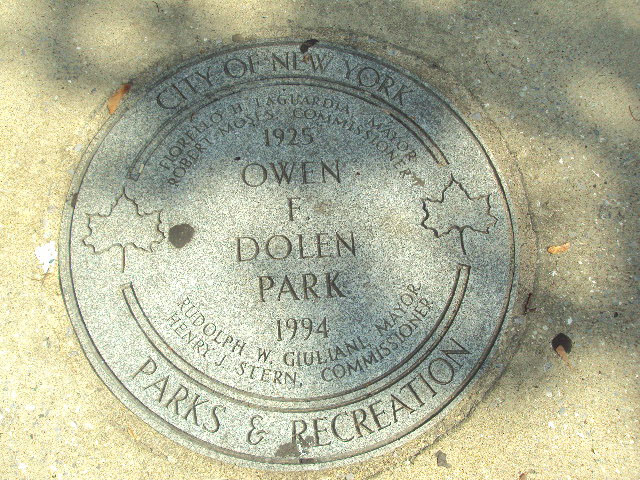 CITY OF NEW YORK
FIORELLO H. LAGUARDIA, MAYOR
ROBERT MOSES, COMMISSIONER
1925
OWEN
F.
DOLEN
PARK
1994
RUDOLPH W. GIULIANI, MAYOR
HENRY J. STERN, COMMISSIONER
PARKS & RECREATION